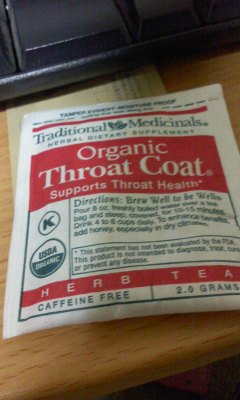 TAMPER EVIDENT-MOISTURE PROOF
Traditional Medicinals®
HERBAL DIETARY SUPPLEMENT
Organic
Throat Coat®
Supports Throat Health*
Directions: Brew Well to be Well®
Pour 8 oz. freshly boiled water over a tea
bag and steep, covered, for 10-15 minutes.
Drink 4 to 6 cups daily. To enhance benefits,
add honey, especially in dry climates.
K
USDA
ORGANIC
*This statement has not been evaluated by the FDA.
This product is not intended to diagnose, treat, cure
or prevent any disease.
HERB TEA
CAFFEINE FREE 2.0 GRAMS